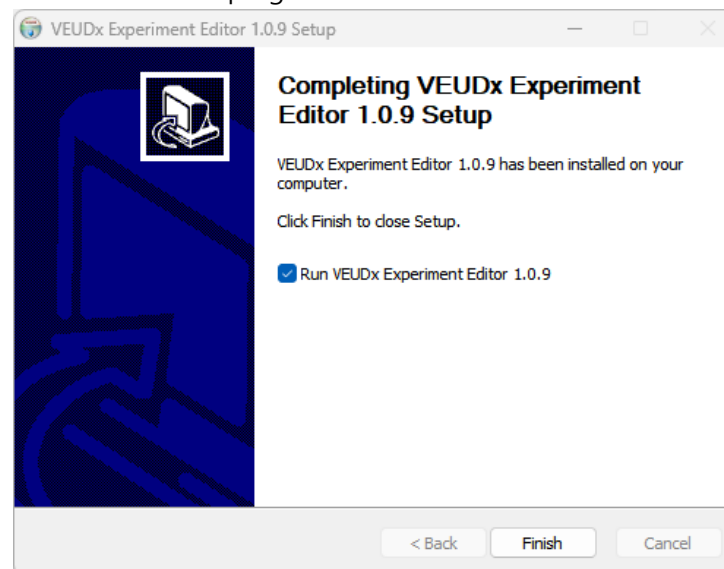 VEUDx Experiment Editor 1.0.9 Setup
Completing VEUDx Experiment
Editor 1.0.9 Setup
VEUDx Experiment Editor 1.0.9 has been installed on your
computer.
Click Finish to close Setup.
Run VEUDx Experiment Editor 1.0.9
< Back Finish Cancel